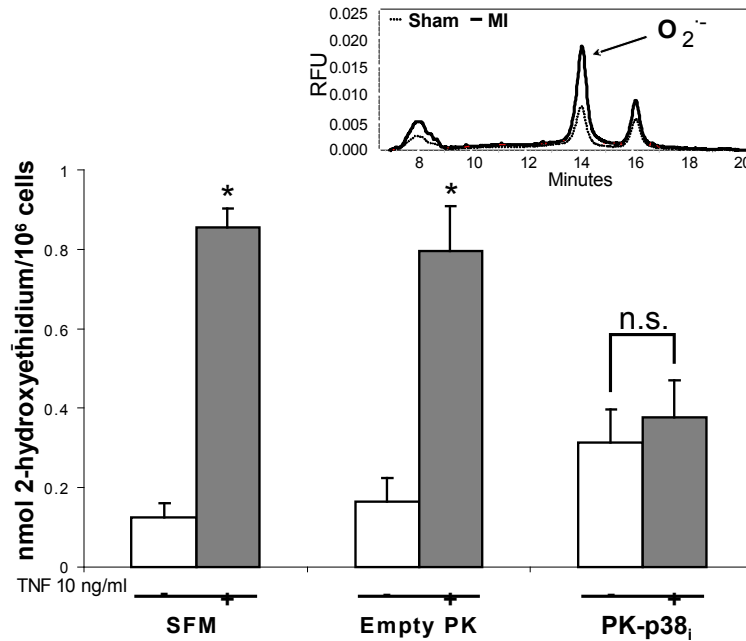 0.025
0.020
0.015
0.010
0.005
0.000
RFU
Sham MI
O2·-
8 10 12 14 16 18 20
Minutes
nmol 2-hydroxyethidium/10⁶ cells
1
0.8
0.6
0.4
0.2
0
*
*
n.s.
TNF 10 ng/ml - + - + - +
SFM Empty PK PK-p38i